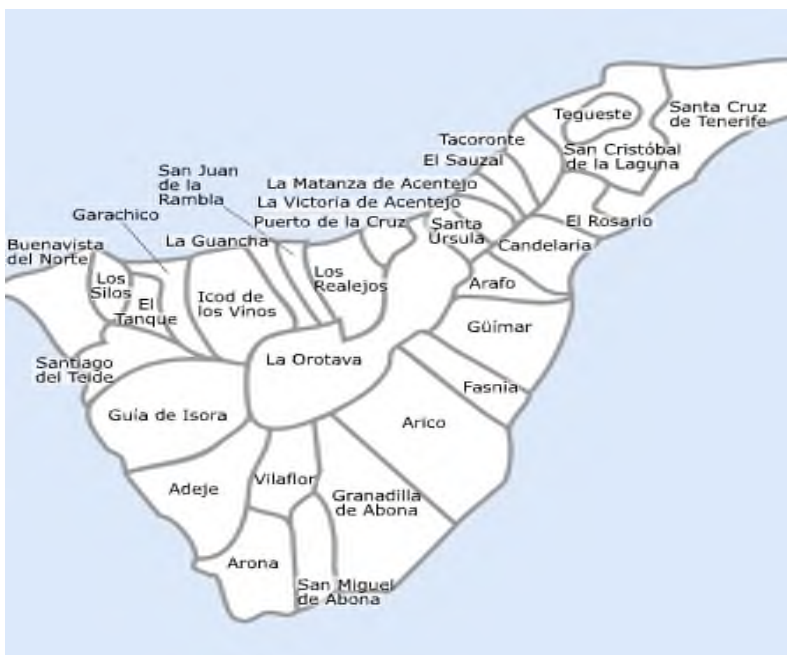 Tegueste
Santa Cruz
de Tenerife
Tacoronte
San Cristóbal
de la Laguna
El Sauzal
San Juan
de la
Rambla
La Matanza de Acentejo
La Victoria de Acentejo
Garachico
Puerto de la Cruz
Santa
Úrsula
El Rosario
Buenavista
del Norte
La Guancha
Candelaria
Los
Silos
Los
Realejos
Arafo
El
Tanque
Icod de
los Vinos
Güímar
Santiago
del Teide
La Orotava
Fasnia
Guía de Isora
Arico
Adeje
Vilaflor
Granadilla
de Abona
Arona
San Miguel
de Abona